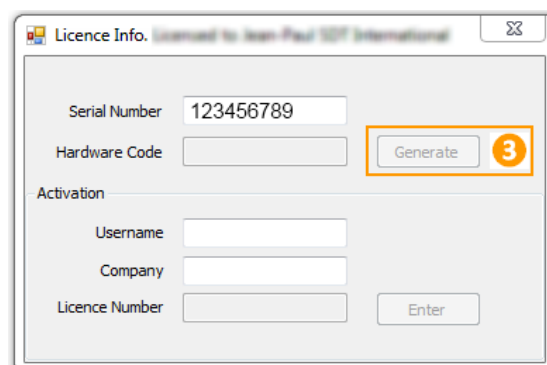 Licence Info.
Serial Number 123456789
Hardware Code Generate 3
Activation
Username
Company
Licence Number Enter